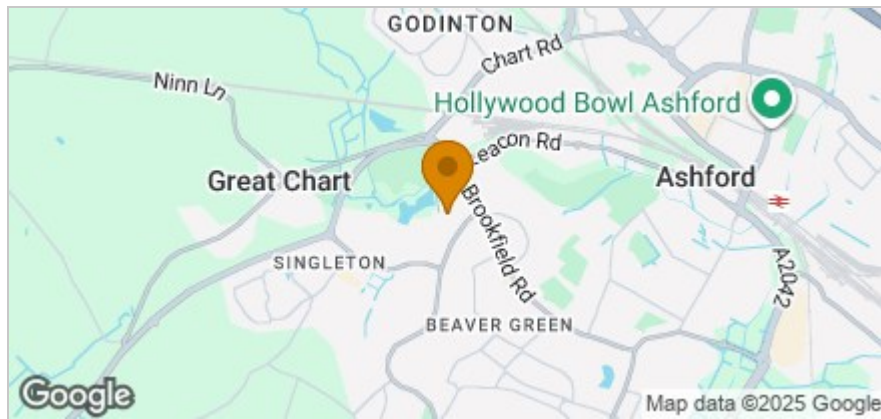 GODINTON
Chart Rd
Ninn Ln
Hollywood Bowl Ashford
Leacon Rd
Great Chart
Ashford
Brookfield Rd
SINGLETON
A2042
BEAVER GREEN
Google
Map data ©2025 Google